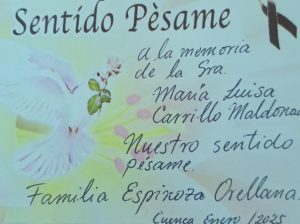 Sentido Pèsame
A la memoria
de la Sra.
María Luisa
Carrillo Maldonad
Nuestro sentido
pésame.
Familia Espinoza Orellana
Cuenca Enero /2025